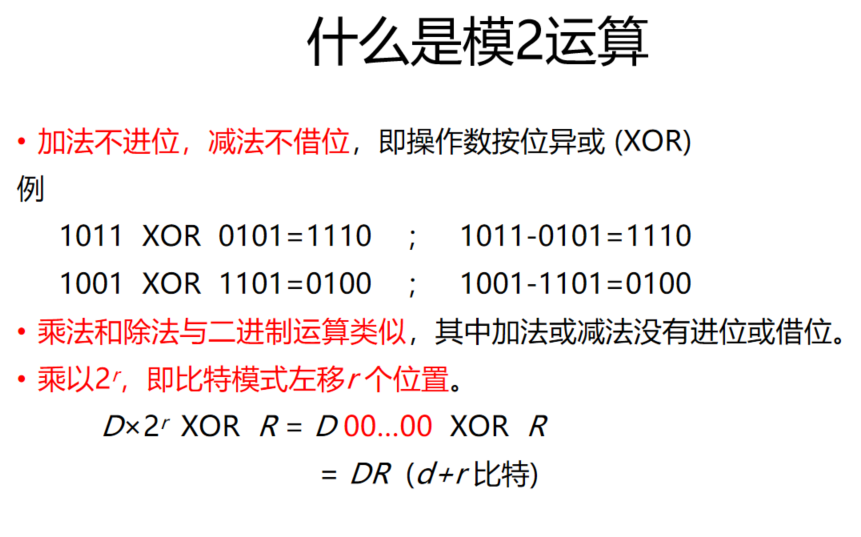 什么是模2运算
• 加法不进位，减法不借位，即操作数按位异或 (XOR)
例
1011 XOR 0101=1110 ； 1011-0101=1110
1001 XOR 1101=0100 ； 1001-1101=0100
• 乘法和除法与二进制运算类似，其中加法或减法没有进位或借位。
• 乘以2ʳ，即比特模式左移r 个位置。
D×2ʳ XOR R = D 00…00 XOR R
= DR (d+r 比特)